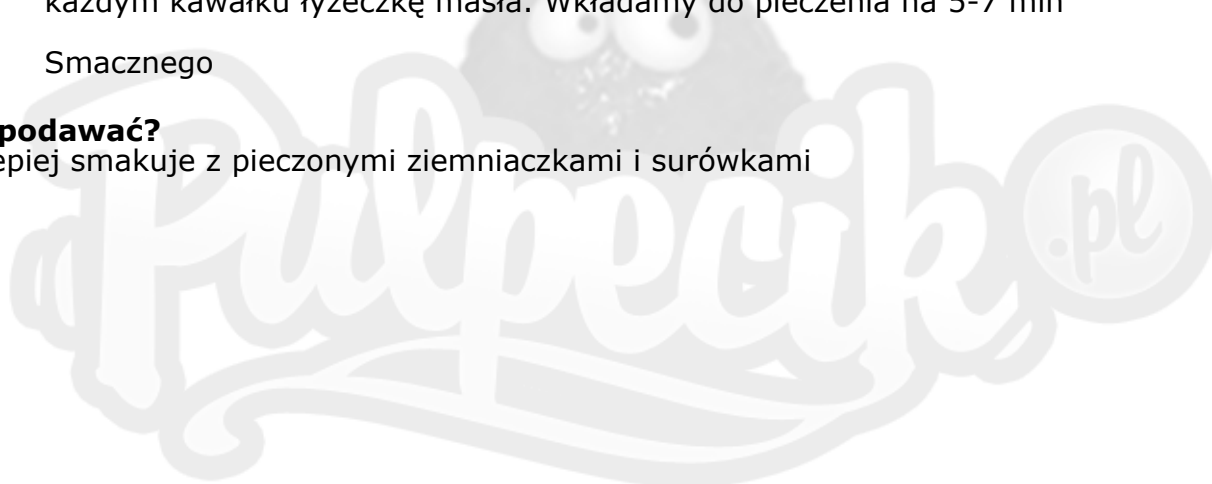 każdym kawałku łyżeczkę masła. Wkładamy do pieczenia na 5-7 min
Smacznego
podawać?
epiej smakuje z pieczonymi ziemniaczkami i surówkami
Pulpecik.pl